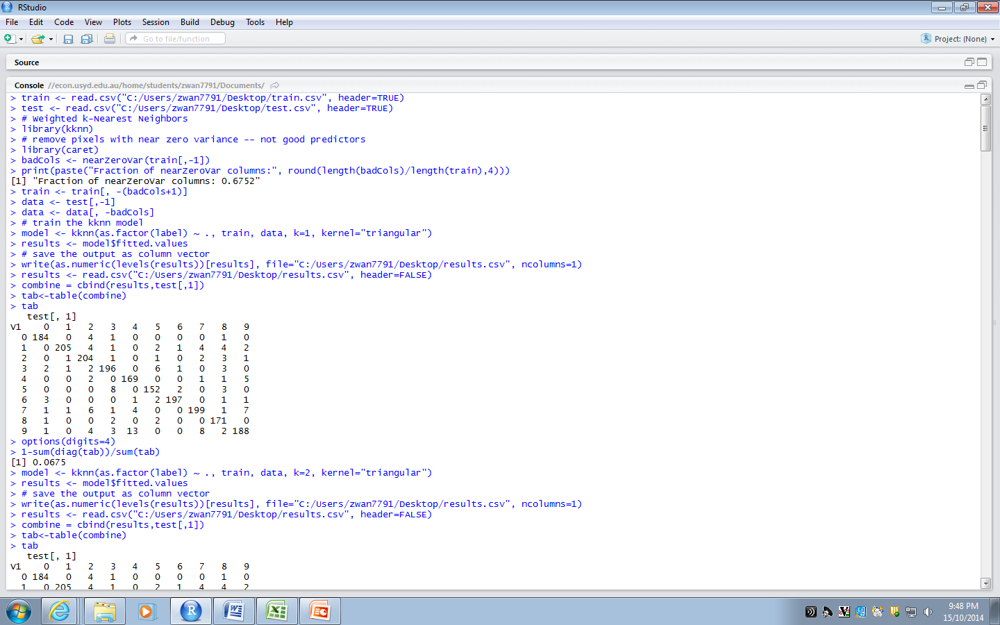 RStudio
File Edit Code View Plots Session Build Debug Tools Help
Go to file/function
Project: (None)
Source
Console //econ.usyd.edu.au/home/students/zwan7791/Documents/
> train <- read.csv("C:/Users/zwan7791/Desktop/train.csv", header=TRUE)
> test <- read.csv("C:/Users/zwan7791/Desktop/test.csv", header=TRUE)
> # Weighted k-Nearest Neighbors
> library(kknn)
> # remove pixels with near zero variance -- not good predictors
> library(caret)
> badCols <- nearZeroVar(train[,-1])
> print(paste("Fraction of nearZeroVar columns:", round(length(badCols)/length(train),4)))
[1] "Fraction of nearZeroVar columns: 0.6752"
> train <- train[, -(badCols+1)]
> data <- test[,-1]
> data <- data[, -badCols]
> # train the kknn model
> model <- kknn(as.factor(label) ~ ., train, data, k=1, kernel="triangular")
> results <- model$fitted.values
> # save the output as column vector
> write(as.numeric(levels(results))[results], file="C:/Users/zwan7791/Desktop/results.csv", ncolumns=1)
> results <- read.csv("C:/Users/zwan7791/Desktop/results.csv", header=FALSE)
> combine = cbind(results,test[,1])
> tab<-table(combine)
> tab
   test[, 1]
V1    0   1   2   3   4   5   6   7   8   9
  0 184   0   4   1   0   0   0   0   1   0
  1   0 205   4   1   0   2   1   4   4   2
  2   0   1 204   1   0   1   0   2   3   1
  3   2   1   2 196   0   6   1   0   3   0
  4   0   0   2   0 169   0   0   1   1   5
  5   0   0   0   8   0 152   2   0   3   0
  6   3   0   0   0   1   2 197   0   1   1
  7   1   1   6   1   4   0   0 199   1   7
  8   1   0   0   2   0   2   0   0 171   0
  9   1   0   4   3  13   0   0   8   2 188
> options(digits=4)
> 1-sum(diag(tab))/sum(tab)
[1] 0.0675
> model <- kknn(as.factor(label) ~ ., train, data, k=2, kernel="triangular")
> results <- model$fitted.values
> # save the output as column vector
> write(as.numeric(levels(results))[results], file="C:/Users/zwan7791/Desktop/results.csv", ncolumns=1)
> results <- read.csv("C:/Users/zwan7791/Desktop/results.csv", header=FALSE)
> combine = cbind(results,test[,1])
> tab<-table(combine)
> tab
   test[, 1]
V1    0   1   2   3   4   5   6   7   8   9
  0 184   0   4   1   0   0   0   0   1   0
  1   0 205   4   1   0   2   1   4   4   2
9:48 PM
15/10/2014